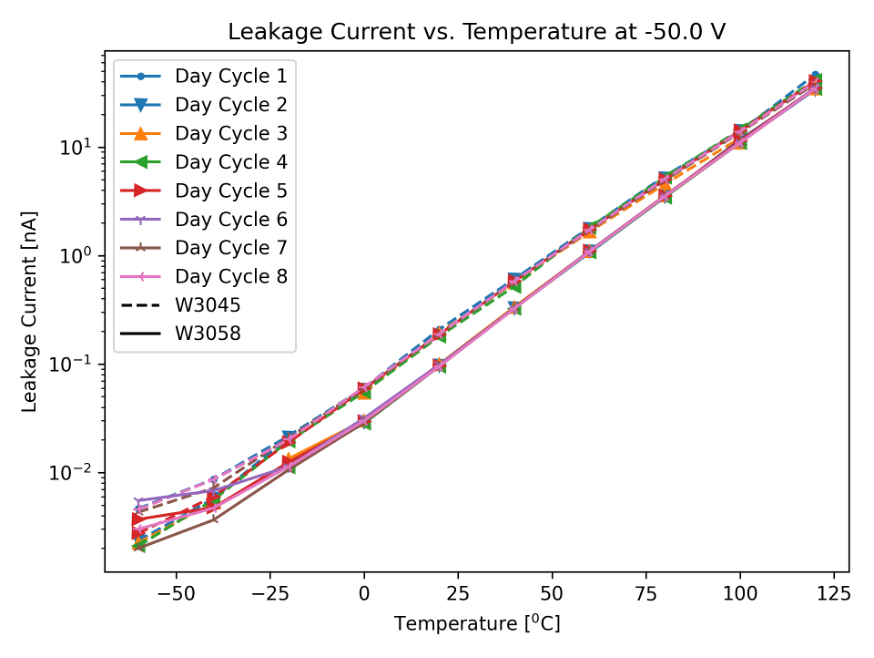 Leakage Current vs. Temperature at -50.0 V
Day Cycle 1
Day Cycle 2
Day Cycle 3
Day Cycle 4
Day Cycle 5
Day Cycle 6
Day Cycle 7
Day Cycle 8
W3045
W3058
Leakage Current [nA]
10¹
10⁰
10⁻¹
10⁻²
−50 −25 0 25 50 75 100 125
Temperature [⁰C]